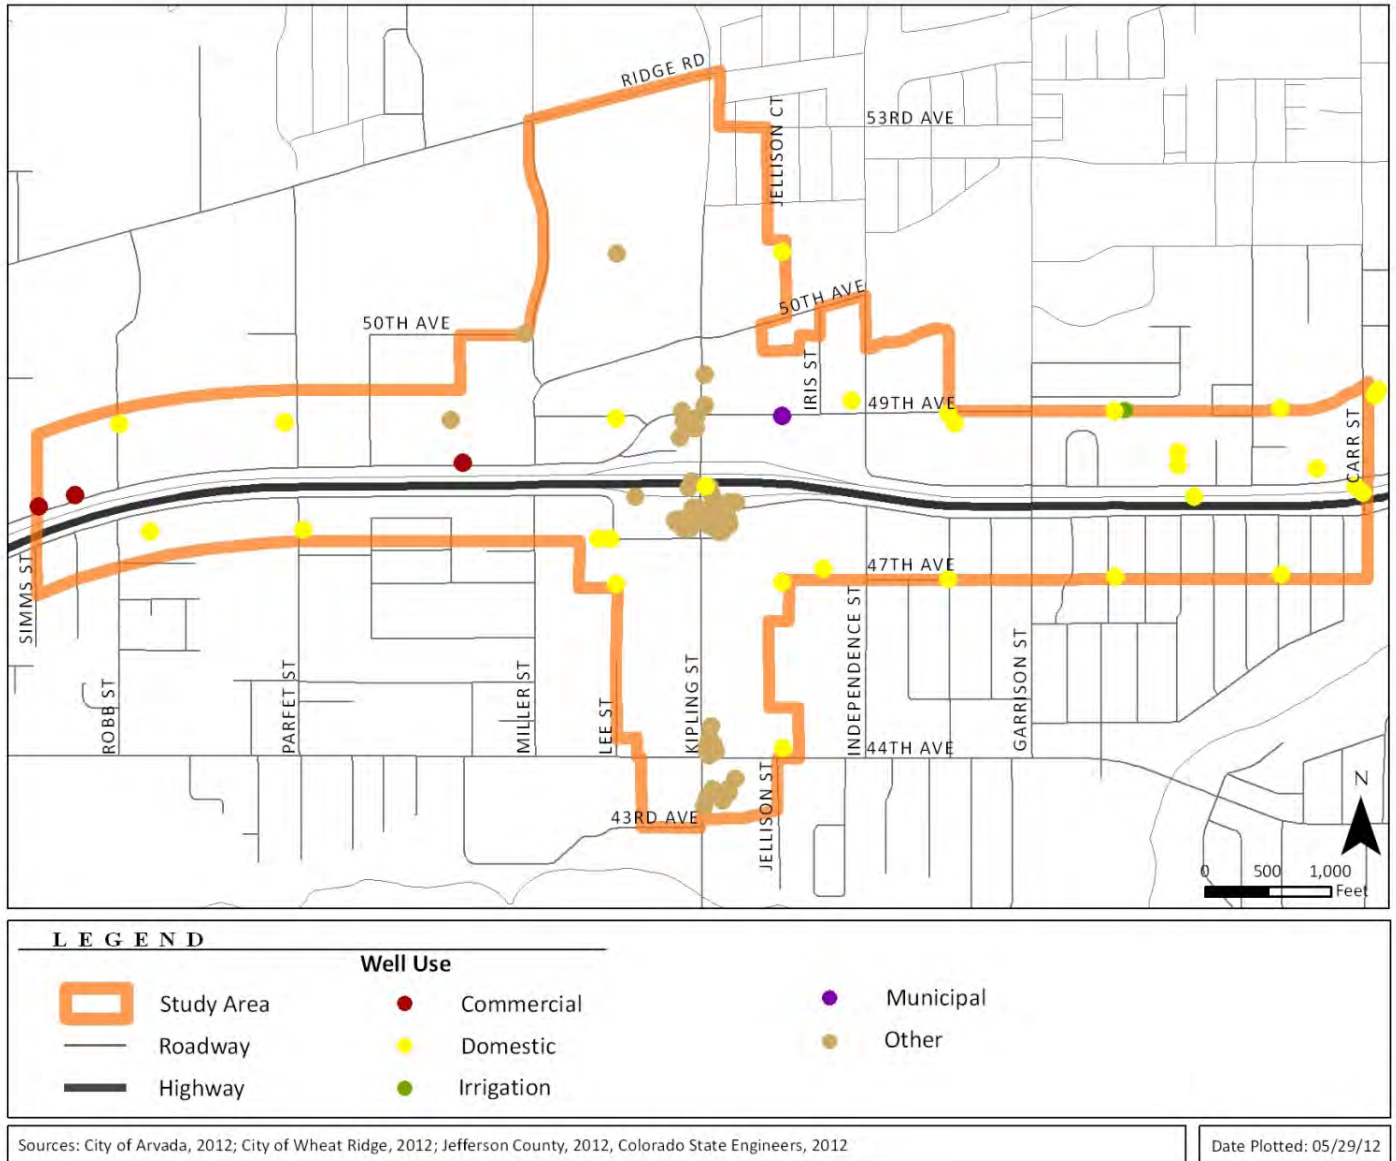 RIDGE RD
JELLISON CT
53RD AVE
50TH AVE
50TH AVE
IRIS ST
49TH AVE
CARR ST
SIMMS ST
ROBB ST
PARFET ST
MILLER ST
LEE ST
KIPLING ST
47TH AVE
INDEPENDENCE ST
GARRISON ST
44TH AVE
JELLISON ST
43RD AVE
N
0 500 1,000
Feet
LEGEND
Well Use
Study Area
Commercial
Municipal
Roadway
Domestic
Other
Highway
Irrigation
Sources: City of Arvada, 2012; City of Wheat Ridge, 2012; Jefferson County, 2012, Colorado State Engineers, 2012
Date Plotted: 05/29/12